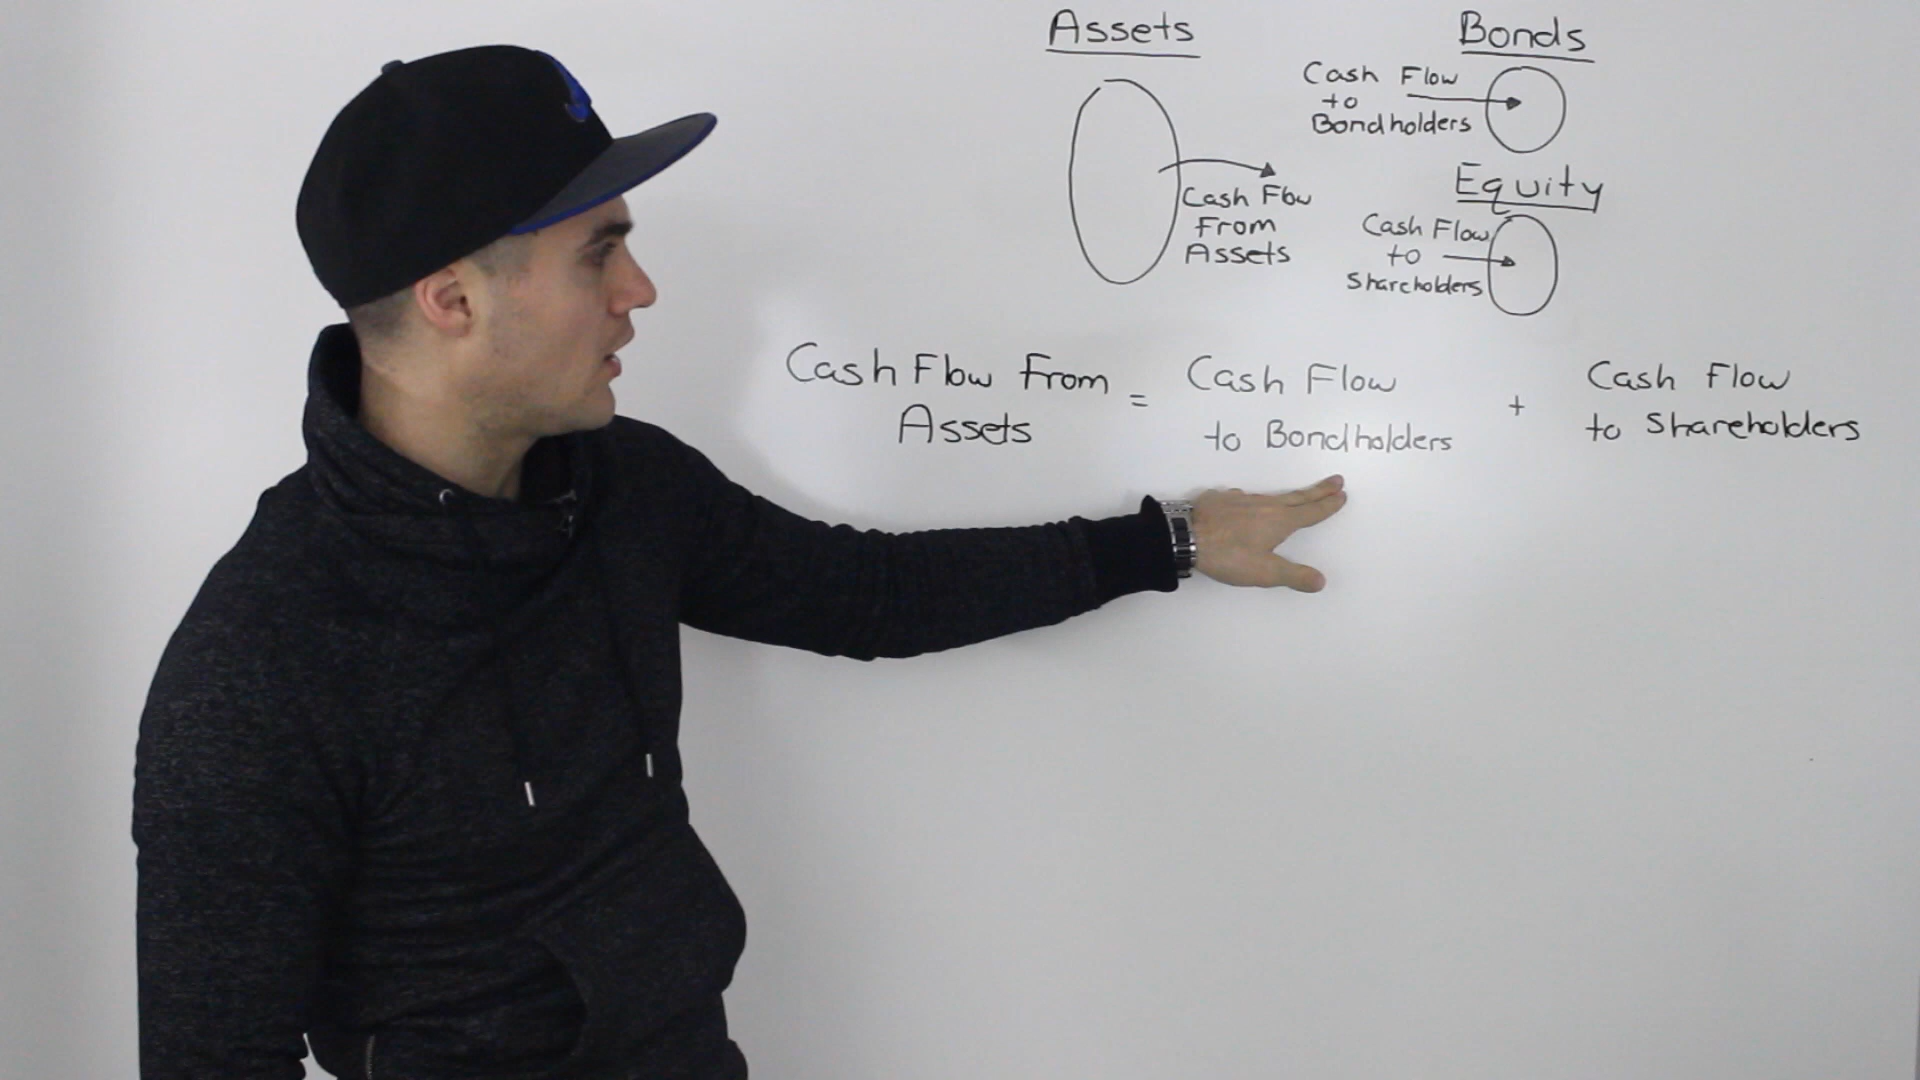 Assets
Bonds
Cash Flow
to
Bondholders
Equity
Cash Flow
From
Assets
Cash Flow
to
Shareholders
Cash Flow From
Assets
=
Cash Flow
to Bondholders
+
Cash Flow
to Shareholders